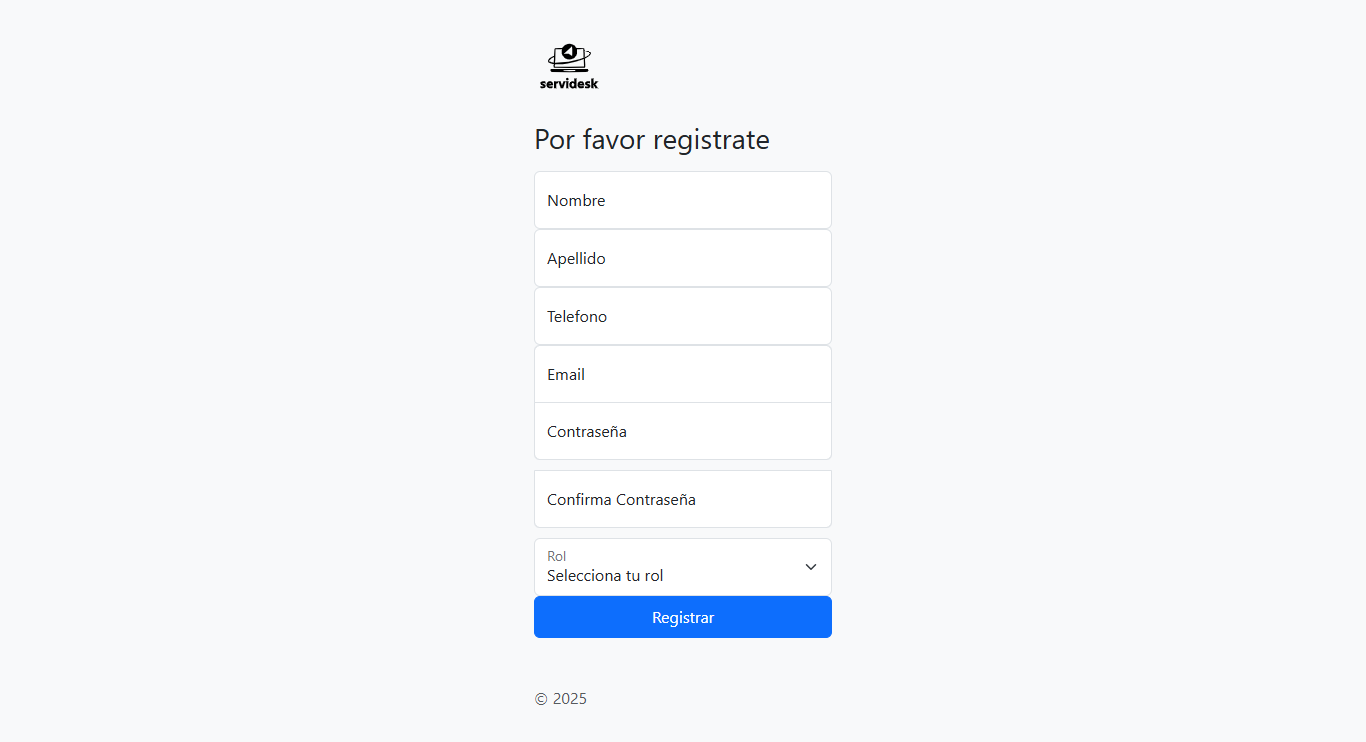 servidesk
Por favor registrate
Nombre
Apellido
Telefono
Email
Contraseña
Confirma Contraseña
Rol
Selecciona tu rol
Registrar
© 2025